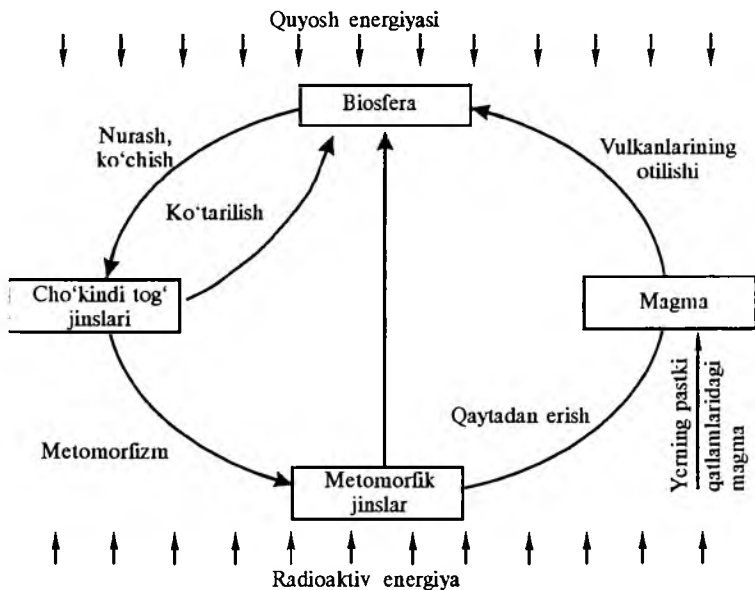 Quyosh energiyasi
Biosfera
Nurash,
ko‘chish
Vulkanlarining
otilishi
Ko‘tarilish
Cho‘kindi tog‘
jinslari
Magma
Metomorfizm
Qaytadan erish
Yerning pastki
qatlamlaridagi
magma
Metomorfik
jinslar
Radioaktiv energiya